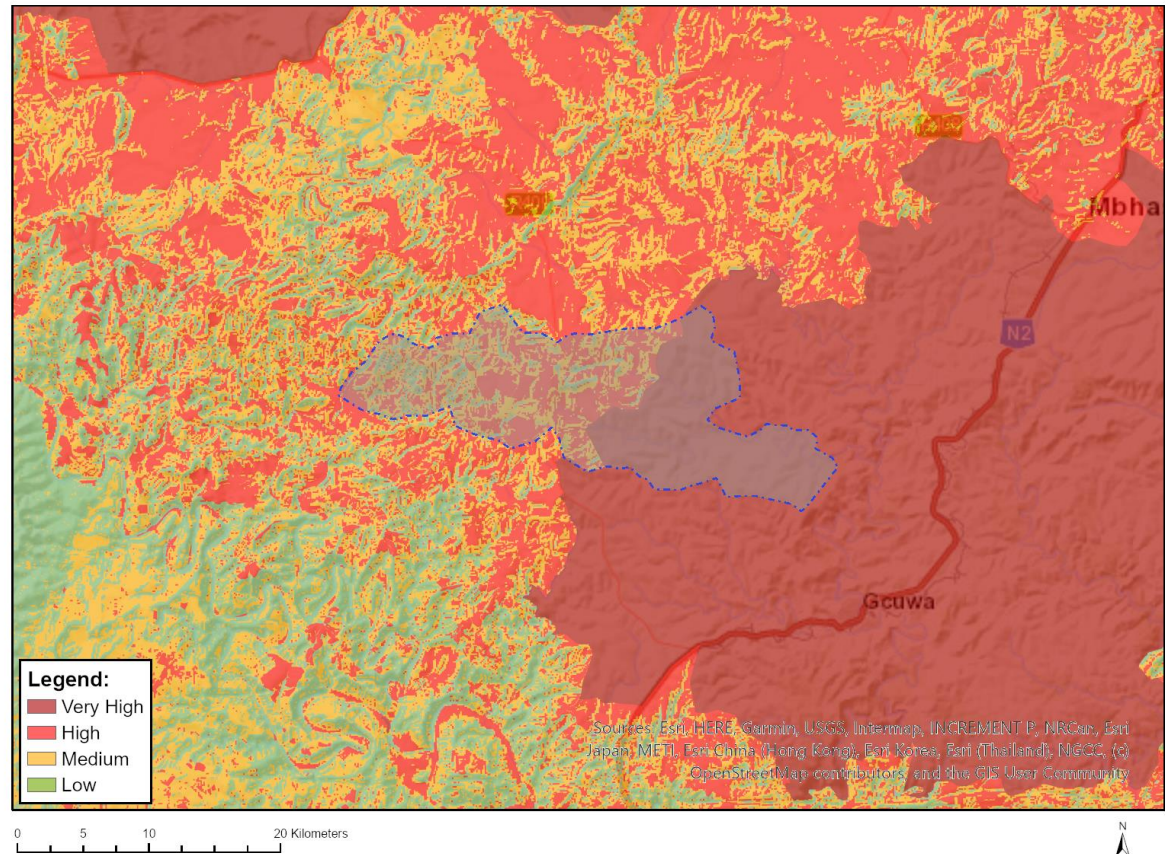 Mbha
N2
Gcuwa
Legend:
Very High
High
Medium
Low
Sources: Esri, HERE, Garmin, USGS, Intermap, INCREMENT P, NRCan, Esri
Japan, METI, Esri China (Hong Kong), Esri Korea, Esri (Thailand), NGCC, (c)
OpenStreetMap contributors, and the GIS User Community
0 5 10 20 Kilometers
N